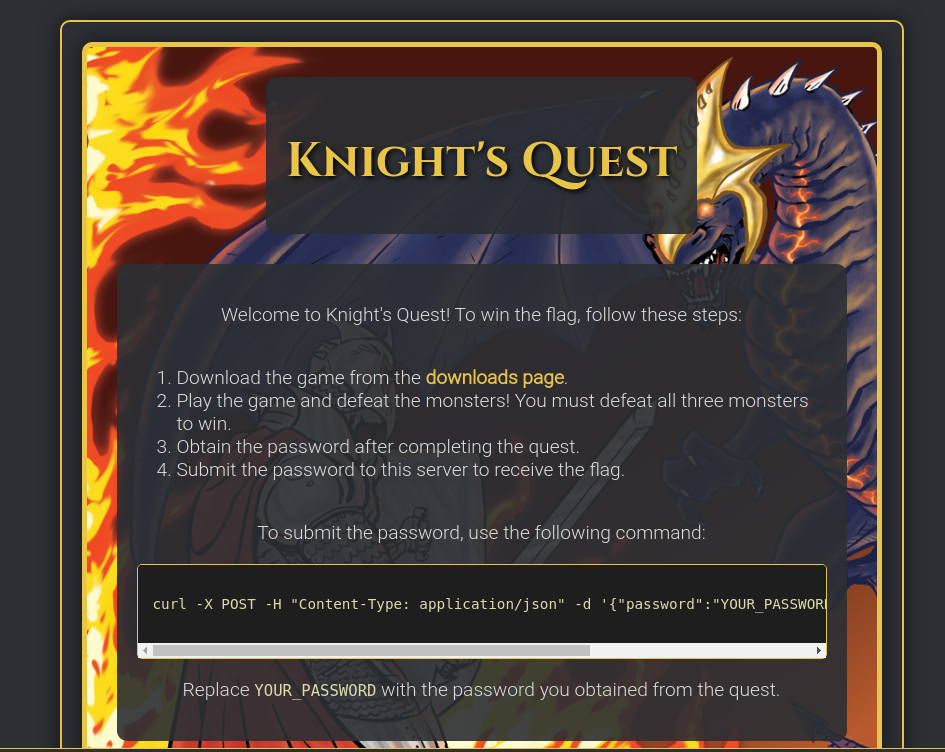 Knight's Quest
Welcome to Knight's Quest! To win the flag, follow these steps:
1. Download the game from the downloads page.
2. Play the game and defeat the monsters! You must defeat all three monsters
to win.
3. Obtain the password after completing the quest.
4. Submit the password to this server to receive the flag.
To submit the password, use the following command:
curl -X POST -H "Content-Type: application/json" -d '{"password":"YOUR_PASSWOR
Replace YOUR_PASSWORD with the password you obtained from the quest.